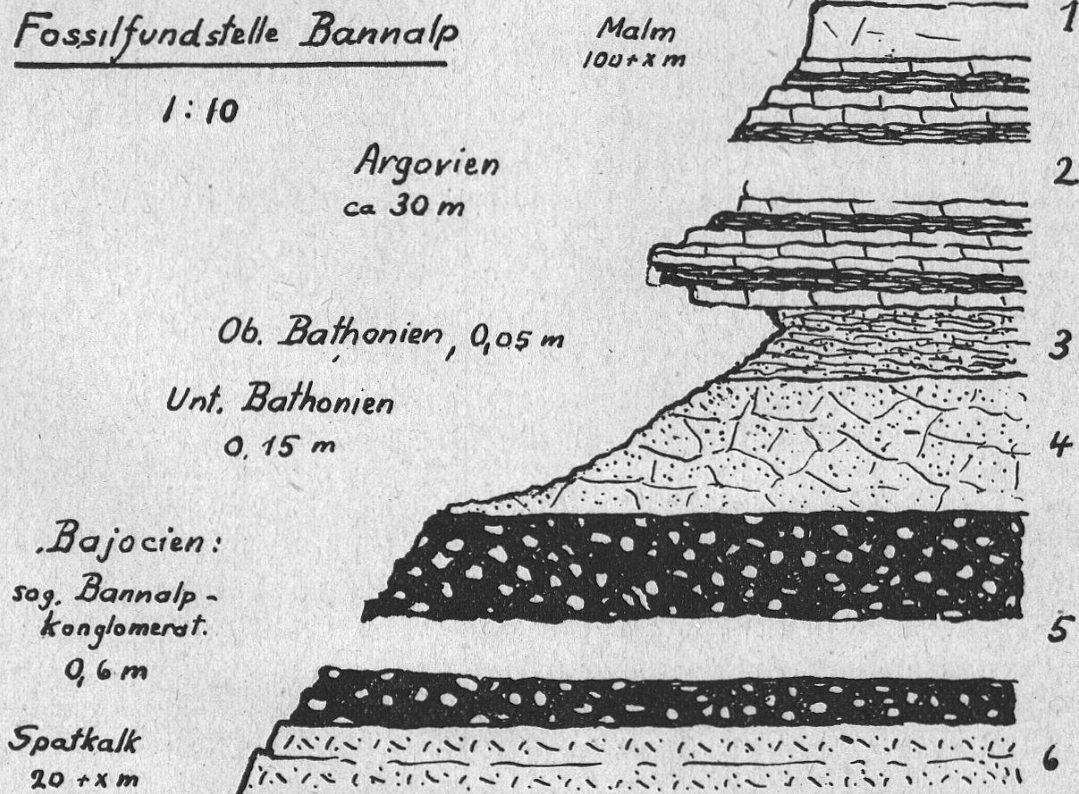 Fossilfundstelle Bannalp
1:10
Malm
100+x m
1
Argovien
ca 30 m
2
Ob. Bathonien, 0,05 m
3
Unt. Bathonien
0,15 m
4
Bajocien:
sog. Bannalp-
konglomerat.
0,6 m
5
Spatkalk
20 +x m
6